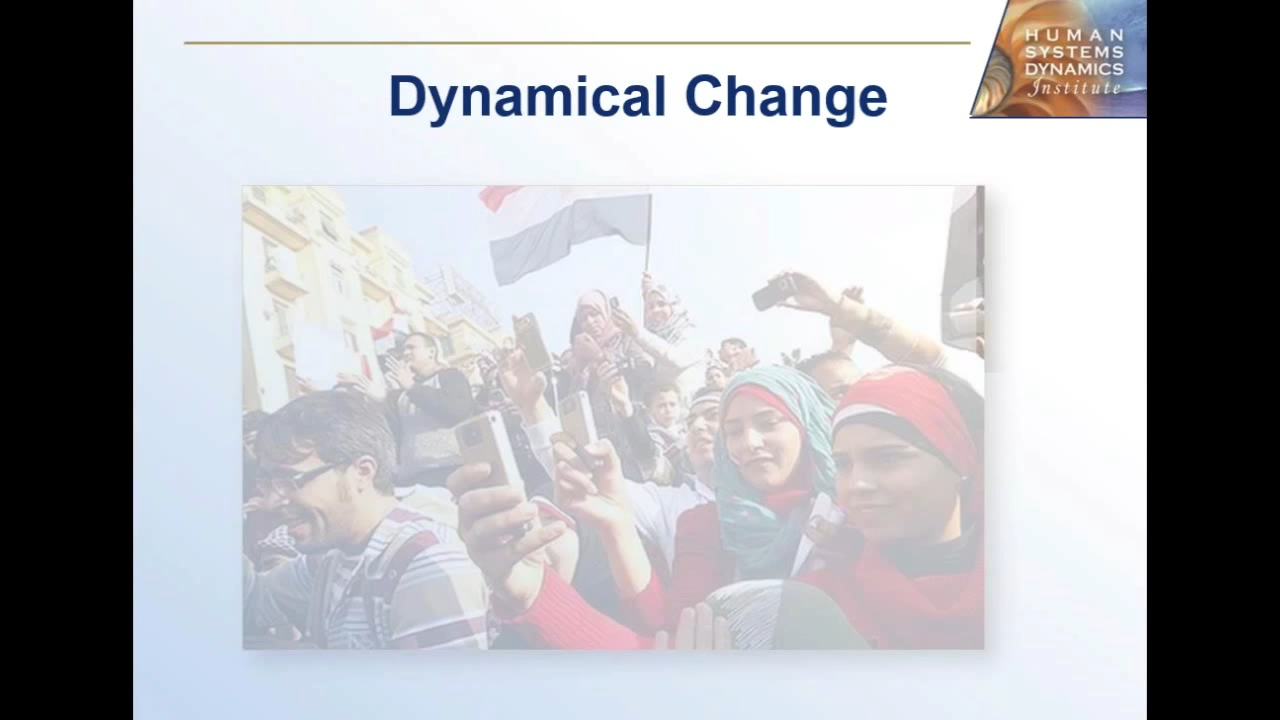 Dynamical Change
HUMAN
SYSTEMS
DYNAMICS
Institute